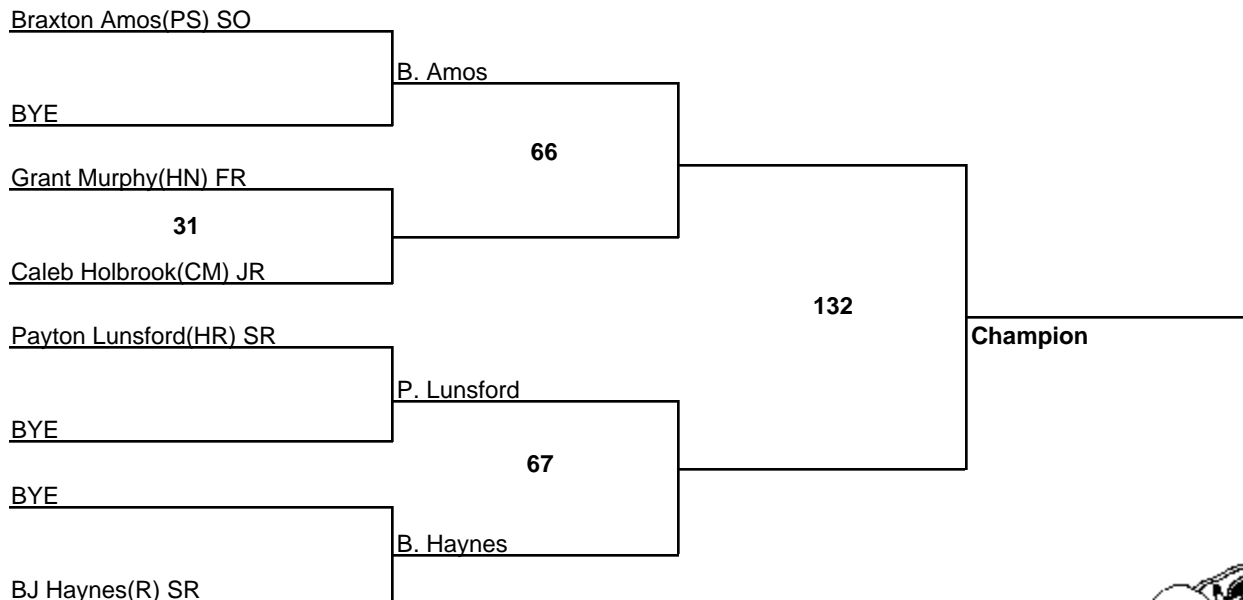 Braxton Amos(PS) SO
B. Amos
BYE
66
Grant Murphy(HN) FR
31
Caleb Holbrook(CM) JR
132
Payton Lunsford(HR) SR
Champion
P. Lunsford
BYE
67
BYE
B. Haynes
BJ Haynes(R) SR